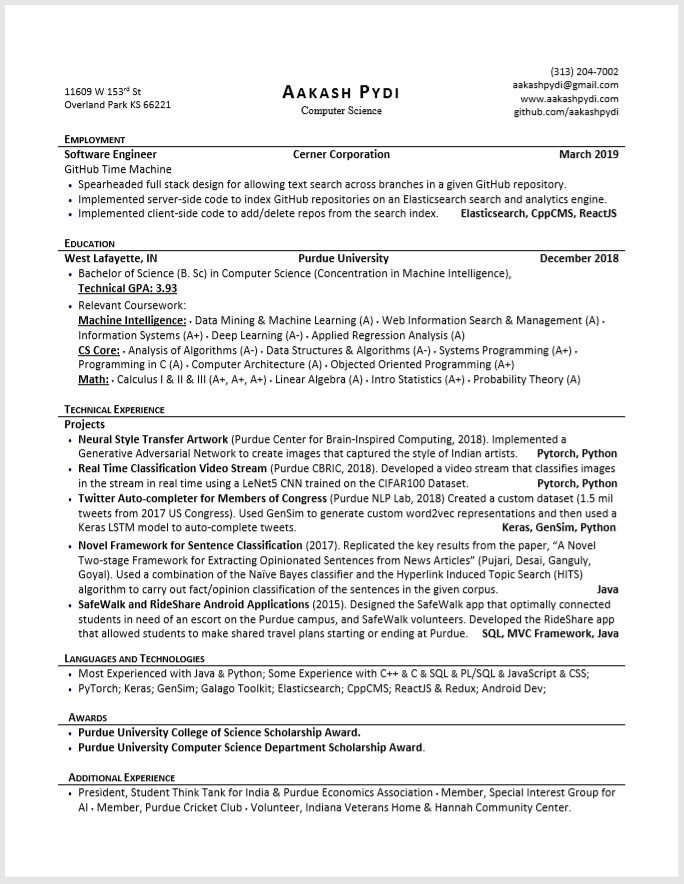 (313) 204-7002
11609 W 153rd St
Overland Park KS 66221
AAKASH PYDI
Computer Science
aakashpydi@gmail.com
www.aakashpydi.com
github.com/aakashpydi
EMPLOYMENT
Software Engineer Cerner Corporation March 2019
GitHub Time Machine
• Spearheaded full stack design for allowing text search across branches in a given GitHub repository.
• Implemented server-side code to index GitHub repositories on an Elasticsearch search and analytics engine.
• Implemented client-side code to add/delete repos from the search index. Elasticsearch, CppCMS, ReactJS
EDUCATION
West Lafayette, IN Purdue University December 2018
• Bachelor of Science (B. Sc) in Computer Science (Concentration in Machine Intelligence),
Technical GPA: 3.93
• Relevant Coursework:
Machine Intelligence: • Data Mining & Machine Learning (A) • Web Information Search & Management (A) •
Information Systems (A+) • Deep Learning (A-) • Applied Regression Analysis (A)
CS Core: • Analysis of Algorithms (A-) • Data Structures & Algorithms (A-) • Systems Programming (A+) •
Programming in C (A) • Computer Architecture (A) • Objected Oriented Programming (A+)
Math: • Calculus I & II & III (A+, A+, A+) • Linear Algebra (A) • Intro Statistics (A+) • Probability Theory (A)
TECHNICAL EXPERIENCE
Projects
• Neural Style Transfer Artwork (Purdue Center for Brain-Inspired Computing, 2018). Implemented a
Generative Adversarial Network to create images that captured the style of Indian artists. Pytorch, Python
• Real Time Classification Video Stream (Purdue CBRIC, 2018). Developed a video stream that classifies images
in the stream in real time using a LeNet5 CNN trained on the CIFAR100 Dataset. Pytorch, Python
• Twitter Auto-completer for Members of Congress (Purdue NLP Lab, 2018) Created a custom dataset (1.5 mil
tweets from 2017 US Congress). Used GenSim to generate custom word2vec representations and then used a
Keras LSTM model to auto-complete tweets. Keras, GenSim, Python
• Novel Framework for Sentence Classification (2017). Replicated the key results from the paper, “A Novel
Two-stage Framework for Extracting Opinionated Sentences from News Articles” (Pujari, Desai, Ganguly,
Goyal). Used a combination of the Naïve Bayes classifier and the Hyperlink Induced Topic Search (HITS)
algorithm to carry out fact/opinion classification of the sentences in the given corpus. Java
• SafeWalk and RideShare Android Applications (2015). Designed the SafeWalk app that optimally connected
students in need of an escort on the Purdue campus, and SafeWalk volunteers. Developed the RideShare app
that allowed students to make shared travel plans starting or ending at Purdue. SQL, MVC Framework, Java
LANGUAGES AND TECHNOLOGIES
• Most Experienced with Java & Python; Some Experience with C++ & C & SQL & PL/SQL & JavaScript & CSS;
• PyTorch; Keras; GenSim; Galago Toolkit; Elasticsearch; CppCMS; ReactJS & Redux; Android Dev;
AWARDS
• Purdue University College of Science Scholarship Award.
• Purdue University Computer Science Department Scholarship Award.
ADDITIONAL EXPERIENCE
• President, Student Think Tank for India & Purdue Economics Association • Member, Special Interest Group for
AI • Member, Purdue Cricket Club • Volunteer, Indiana Veterans Home & Hannah Community Center.